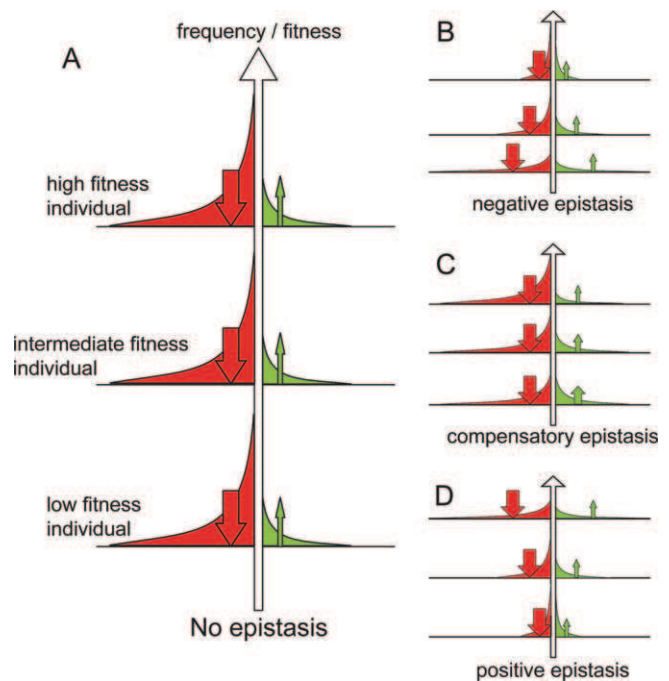 frequency / fitness
A
high fitness
individual
intermediate fitness
individual
low fitness
individual
No epistasis
B
negative epistasis
C
compensatory epistasis
D
positive epistasis